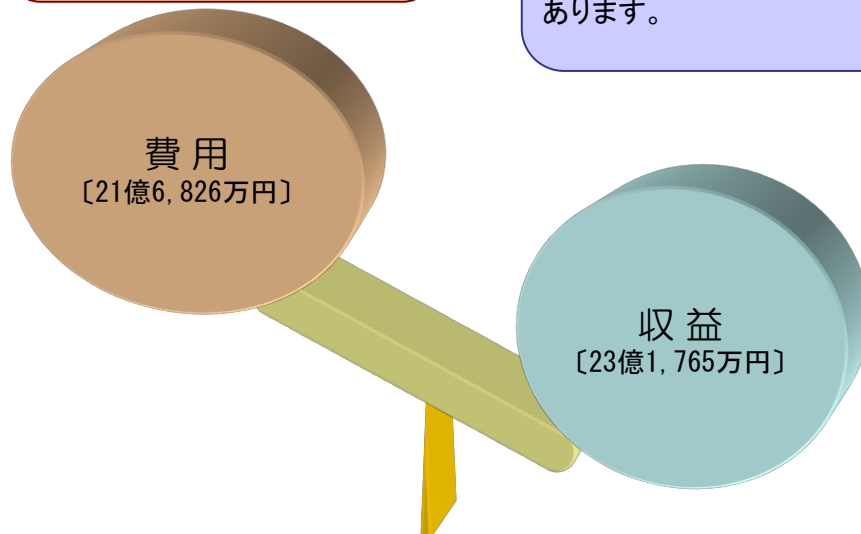 あります。
費 用
〔21億6,826万円〕
収 益
〔23億1,765万円〕